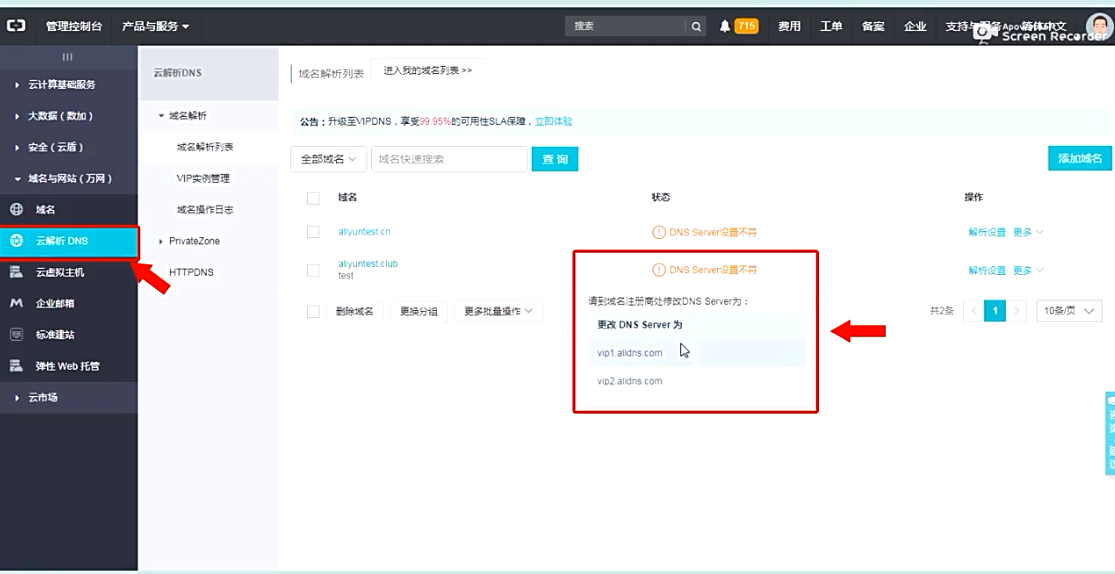 管理控制台 产品与服务 搜索 715 费用 工单 备案 企业 支持与服务 简体中文
Apowersoft
Screen Recorder
云计算基础服务
大数据（数加）
安全（云盾）
域名与网站（万网）
域名
云解析 DNS
云虚拟主机
企业邮箱
标准建站
弹性 Web 托管
云市场
云解析DNS
域名解析
域名解析列表
VIP实例管理
域名操作日志
PrivateZone
HTTPDNS
域名解析列表 进入我的域名列表 >>
公告：升级至VIPDNS，享受99.95%的可用性SLA保障，立即体验
全部域名 域名快速搜索 查询 添加域名
域名 状态 操作
aliyuntest.cn DNS Server设置不符 解析设置 更多
aliyuntest.club DNS Server设置不符 解析设置 更多
test
请到域名注册商处修改DNS Server为：
更改 DNS Server 为
vip1.alidns.com
vip2.alidns.com
删除域名 更换分组 更多批量操作 共2条 < 1 > 10条/页